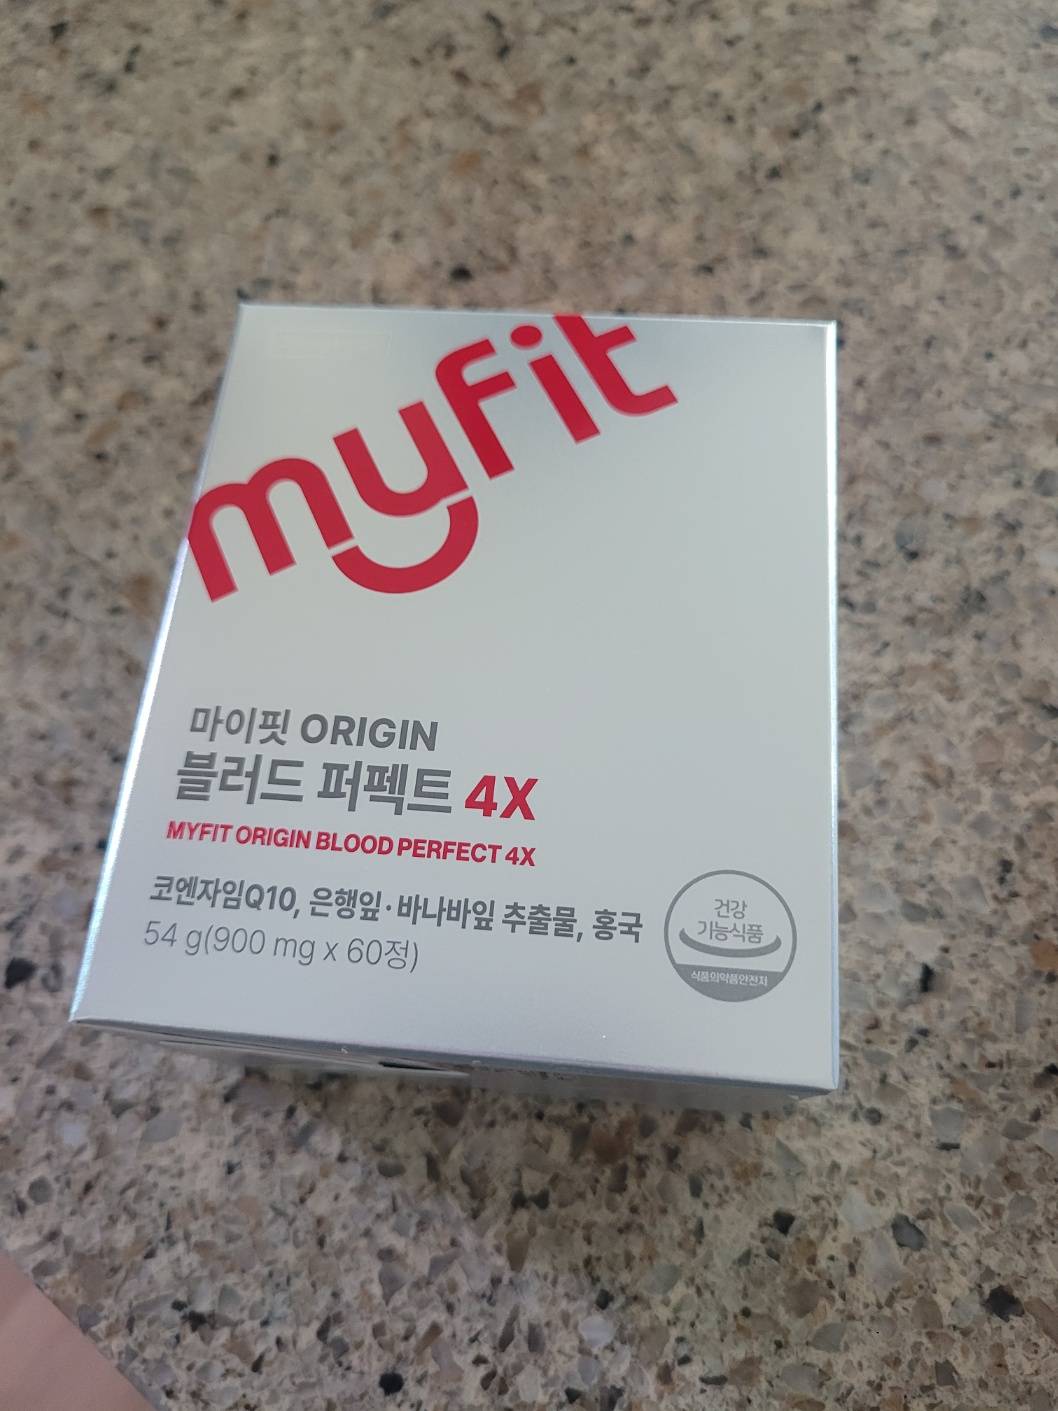 myfit
마이핏 ORIGIN
블러드 퍼펙트 4X
MYFIT ORIGIN BLOOD PERFECT 4X
코엔자임Q10, 은행잎·바나바잎 추출물, 홍국
54 g(900 mg x 60정)
건강
기능식품
식품의약품안전처